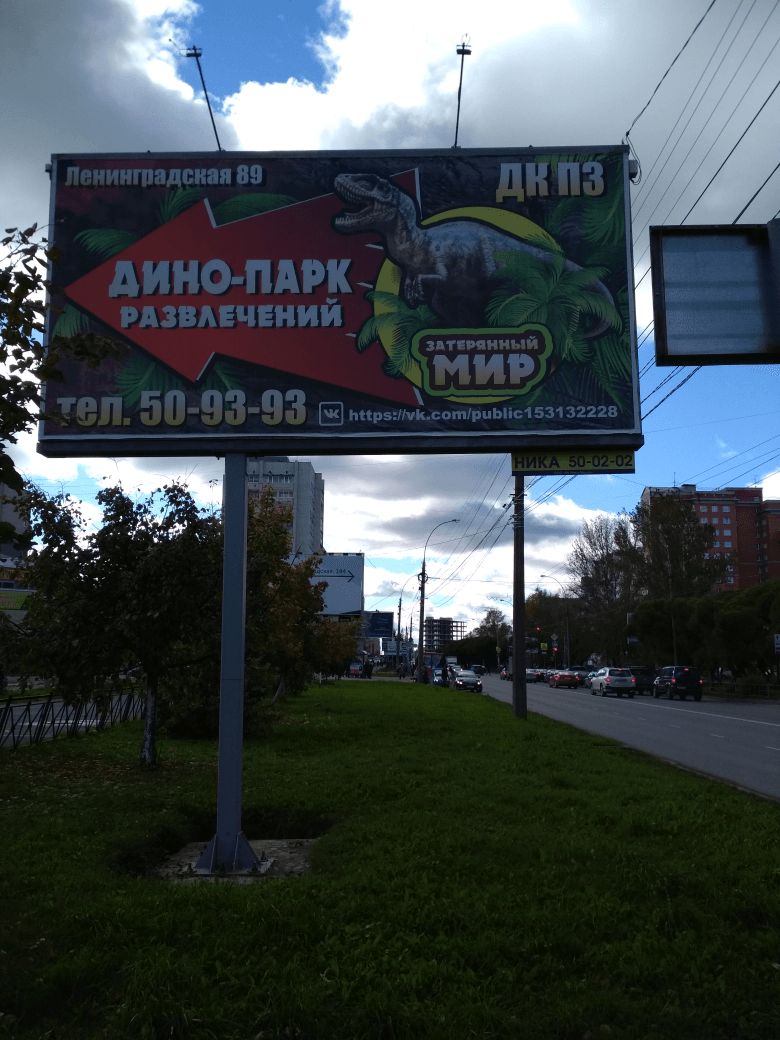 Ленинградская 89
ДК ПЗ
ДИНО-ПАРК
РАЗВЛЕЧЕНИЙ
ЗАТЕРЯННЫЙ
МИР
тел. 50-93-93
https://vk.com/public153132228
НИКА 50-02-02